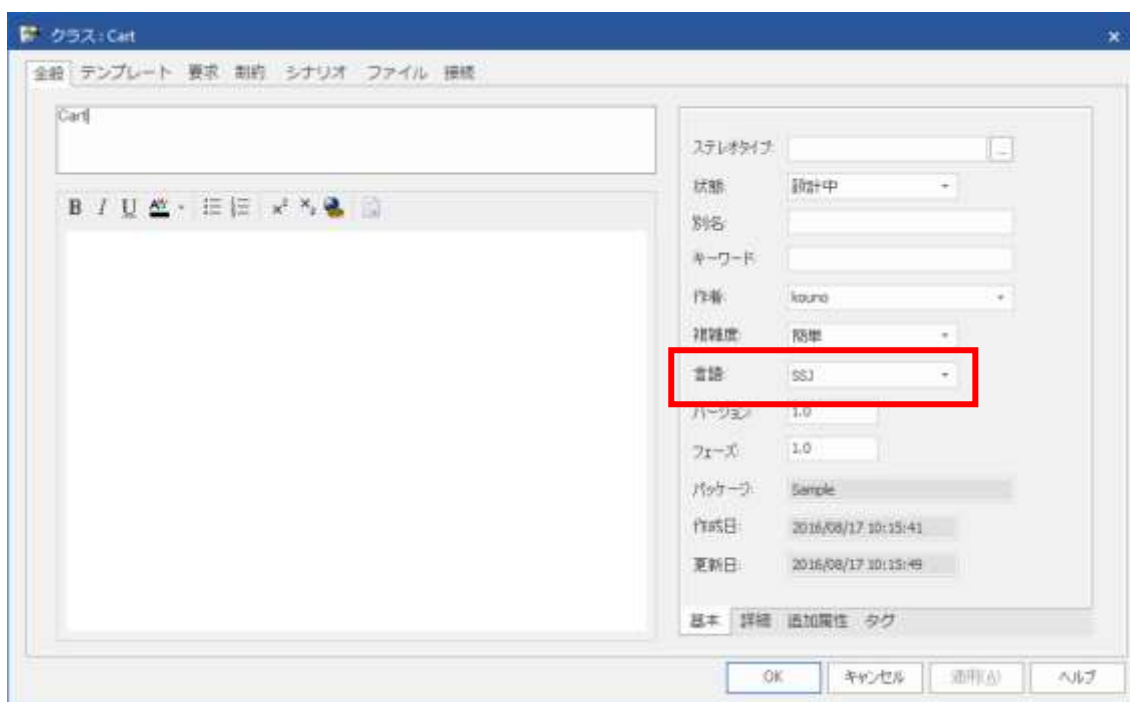 クラス : Cart
全般 テンプレート 要求 制約 シナリオ ファイル 接続
Cart
ステレオタイプ:
状態: 設計中
別名:
キーワード:
作者: kouno
複雑度: 簡単
言語: SSJ
バージョン: 1.0
フェーズ: 1.0
パッケージ: Sample
作成日: 2016/08/17 10:15:41
更新日: 2016/08/17 10:15:49
基本 詳細 追加属性 タグ
OK キャンセル 適用(A) ヘルプ